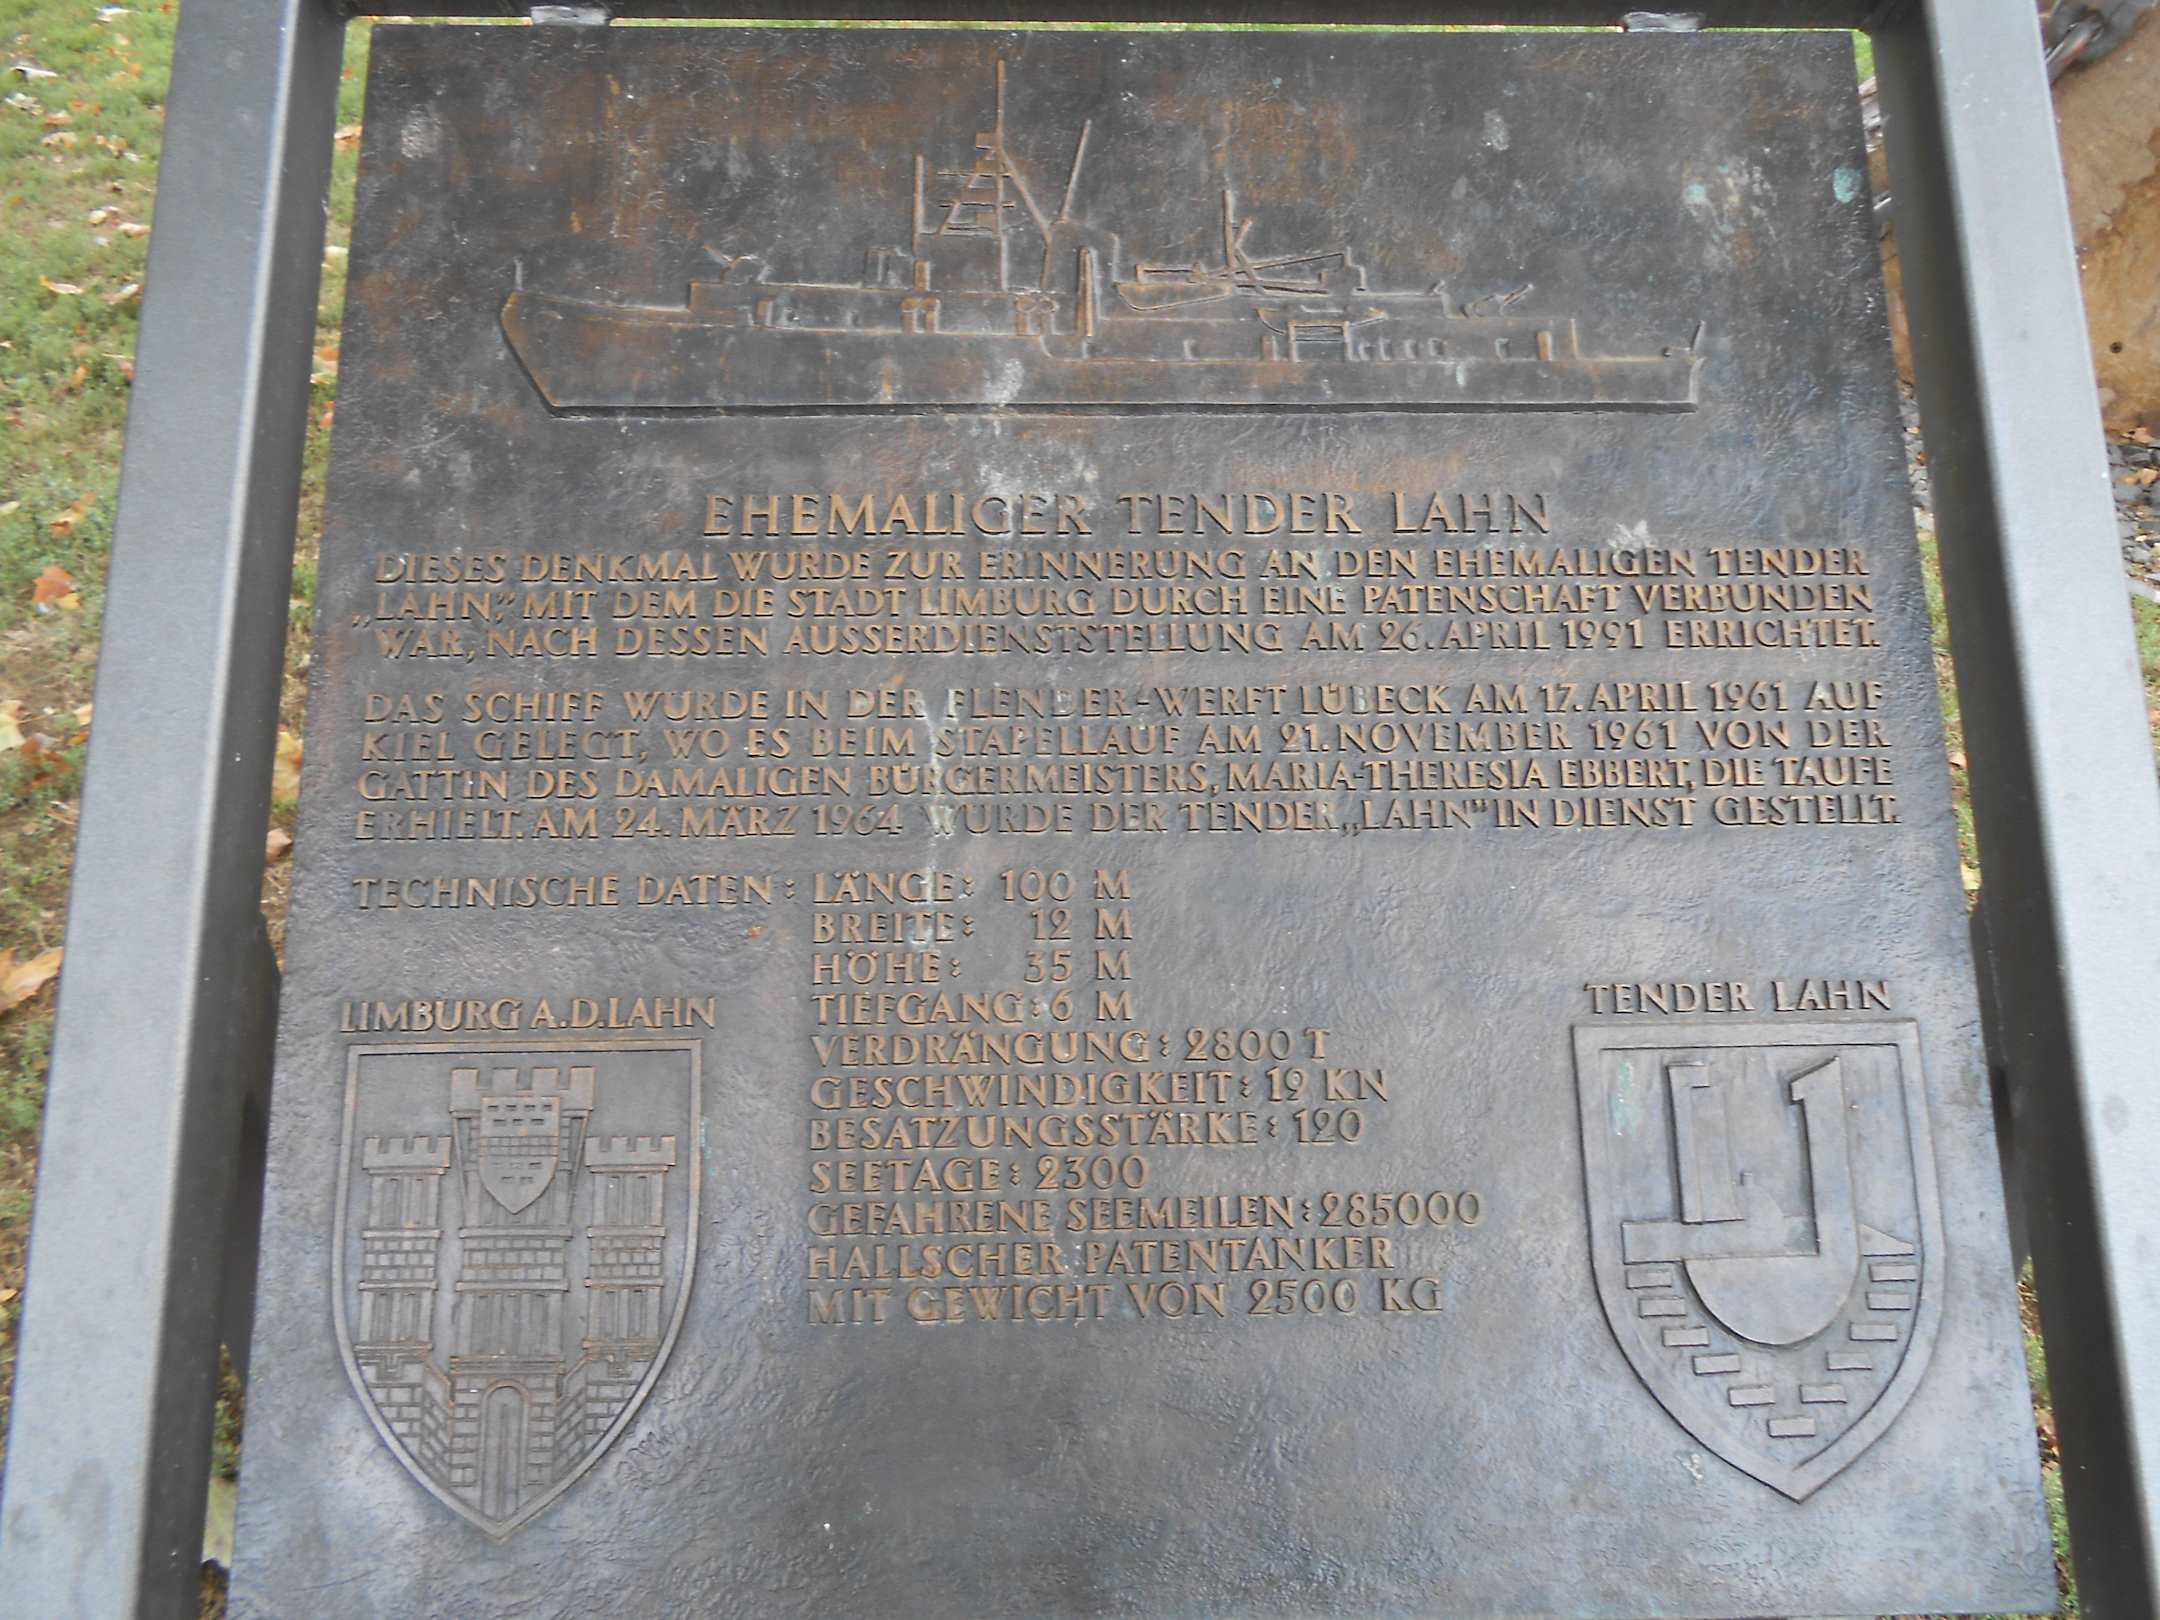 EHEMALIGER TENDER LAHN
DIESES DENKMAL WURDE ZUR ERINNERUNG AN DEN EHEMALIGEN TENDER
„LAHN," MIT DEM DIE STADT LIMBURG DURCH EINE PATENSCHAFT VERBUNDEN
WAR, NACH DESSEN AUSSERDIENSTSTELLUNG AM 26. APRIL 1991 ERRICHTET.
DAS SCHIFF WURDE IN DER FLENDER-WERFT LÜBECK AM 17. APRIL 1961 AUF
KIEL GELEGT, WO ES BEIM STAPELLAUF AM 21. NOVEMBER 1961 VON DER
GATTIN DES DAMALIGEN BÜRGERMEISTERS, MARIA-THERESIA EBBERT, DIE TAUFE
ERHIELT. AM 24. MÄRZ 1964 WURDE DER TENDER „LAHN" IN DIENST GESTELLT.
TECHNISCHE DATEN: LÄNGE: 100 M
BREITE: 12 M
HÖHE: 35 M
TIEFGANG: 6 M
VERDRÄNGUNG: 2800 T
GESCHWINDIGKEIT: 19 KN
BESATZUNGSSTÄRKE: 120
SEETAGE: 2300
GEFAHRENE SEEMEILEN: 285000
HALLSCHER PATENTANKER
MIT GEWICHT VON 2500 KG
LIMBURG A.D. LAHN
TENDER LAHN